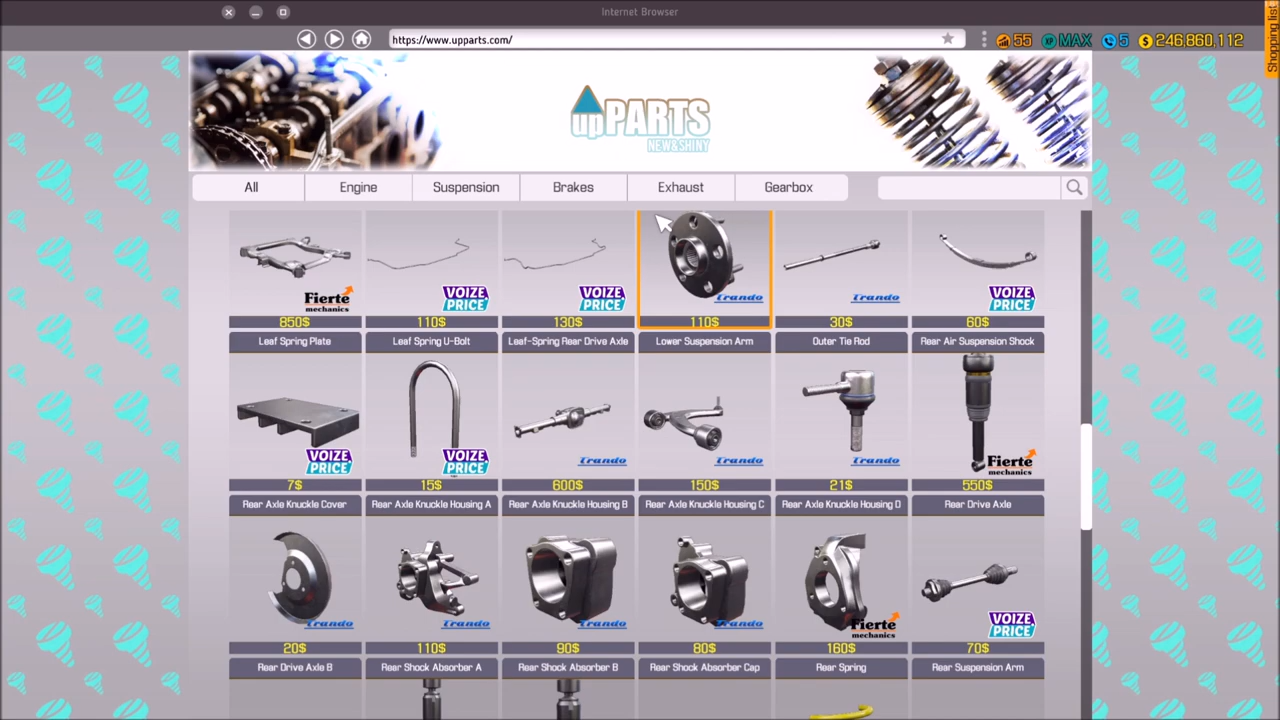 Internet Browser
https://www.upparts.com/
55 XP MAX 5 $ 246,860,112
Shopping list
upPARTS
NEW&SHINY
All Engine Suspension Brakes Exhaust Gearbox
Fierte mechanics VOIZE PRICE VOIZE PRICE Trando Trando VOIZE PRICE
850$ 110$ 130$ 110$ 30$ 60$
Leaf Spring Plate Leaf Spring U-Bolt Leaf-Spring Rear Drive Axle Lower Suspension Arm Outer Tie Rod Rear Air Suspension Shock
VOIZE PRICE VOIZE PRICE Trando Trando Trando Fierte mechanics
7$ 15$ 600$ 150$ 21$ 550$
Rear Axle Knuckle Cover Rear Axle Knuckle Housing A Rear Axle Knuckle Housing B Rear Axle Knuckle Housing C Rear Axle Knuckle Housing D Rear Drive Axle
Trando Trando Trando Trando Fierte mechanics VOIZE PRICE
20$ 110$ 90$ 80$ 160$ 70$
Rear Drive Axle B Rear Shock Absorber A Rear Shock Absorber B Rear Shock Absorber Cap Rear Spring Rear Suspension Arm